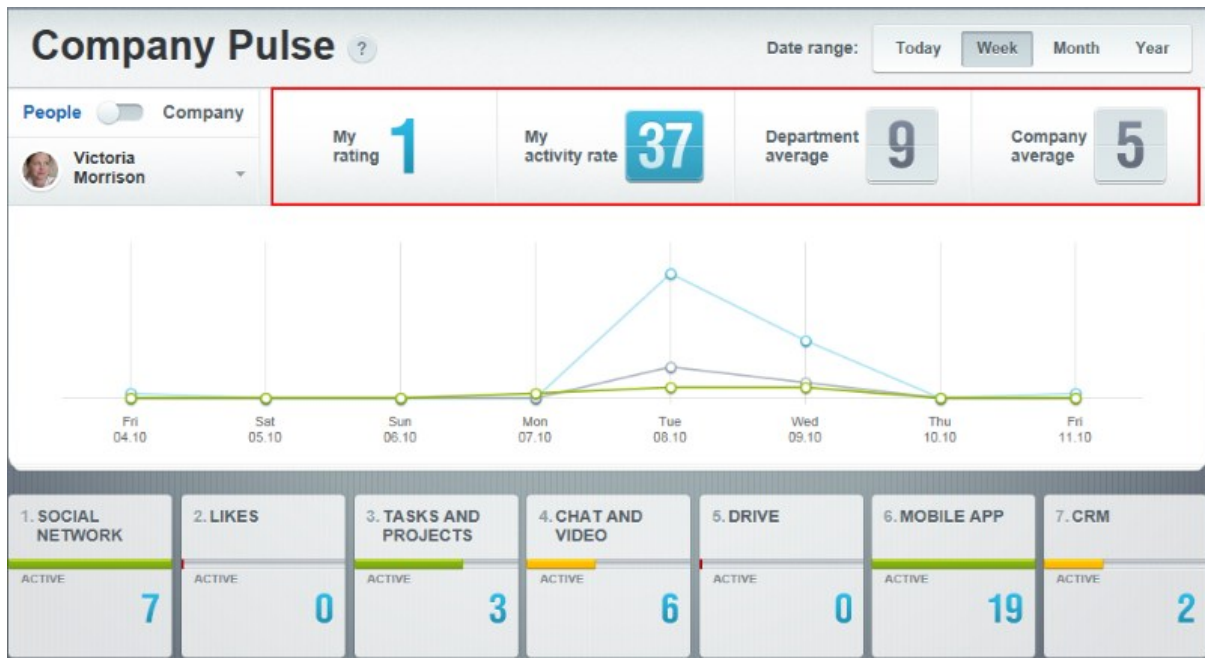 Company Pulse ?
Date range: Today Week Month Year
People Company
Victoria
Morrison
My
rating
1
My
activity rate
37
Department
average
9
Company
average
5
Fri
04.10
Sat
05.10
Sun
06.10
Mon
07.10
Tue
08.10
Wed
09.10
Thu
10.10
Fri
11.10
1. SOCIAL
NETWORK
ACTIVE
7
2. LIKES
ACTIVE
0
3. TASKS AND
PROJECTS
ACTIVE
3
4. CHAT AND
VIDEO
ACTIVE
6
5. DRIVE
ACTIVE
0
6. MOBILE APP
ACTIVE
19
7. CRM
ACTIVE
2